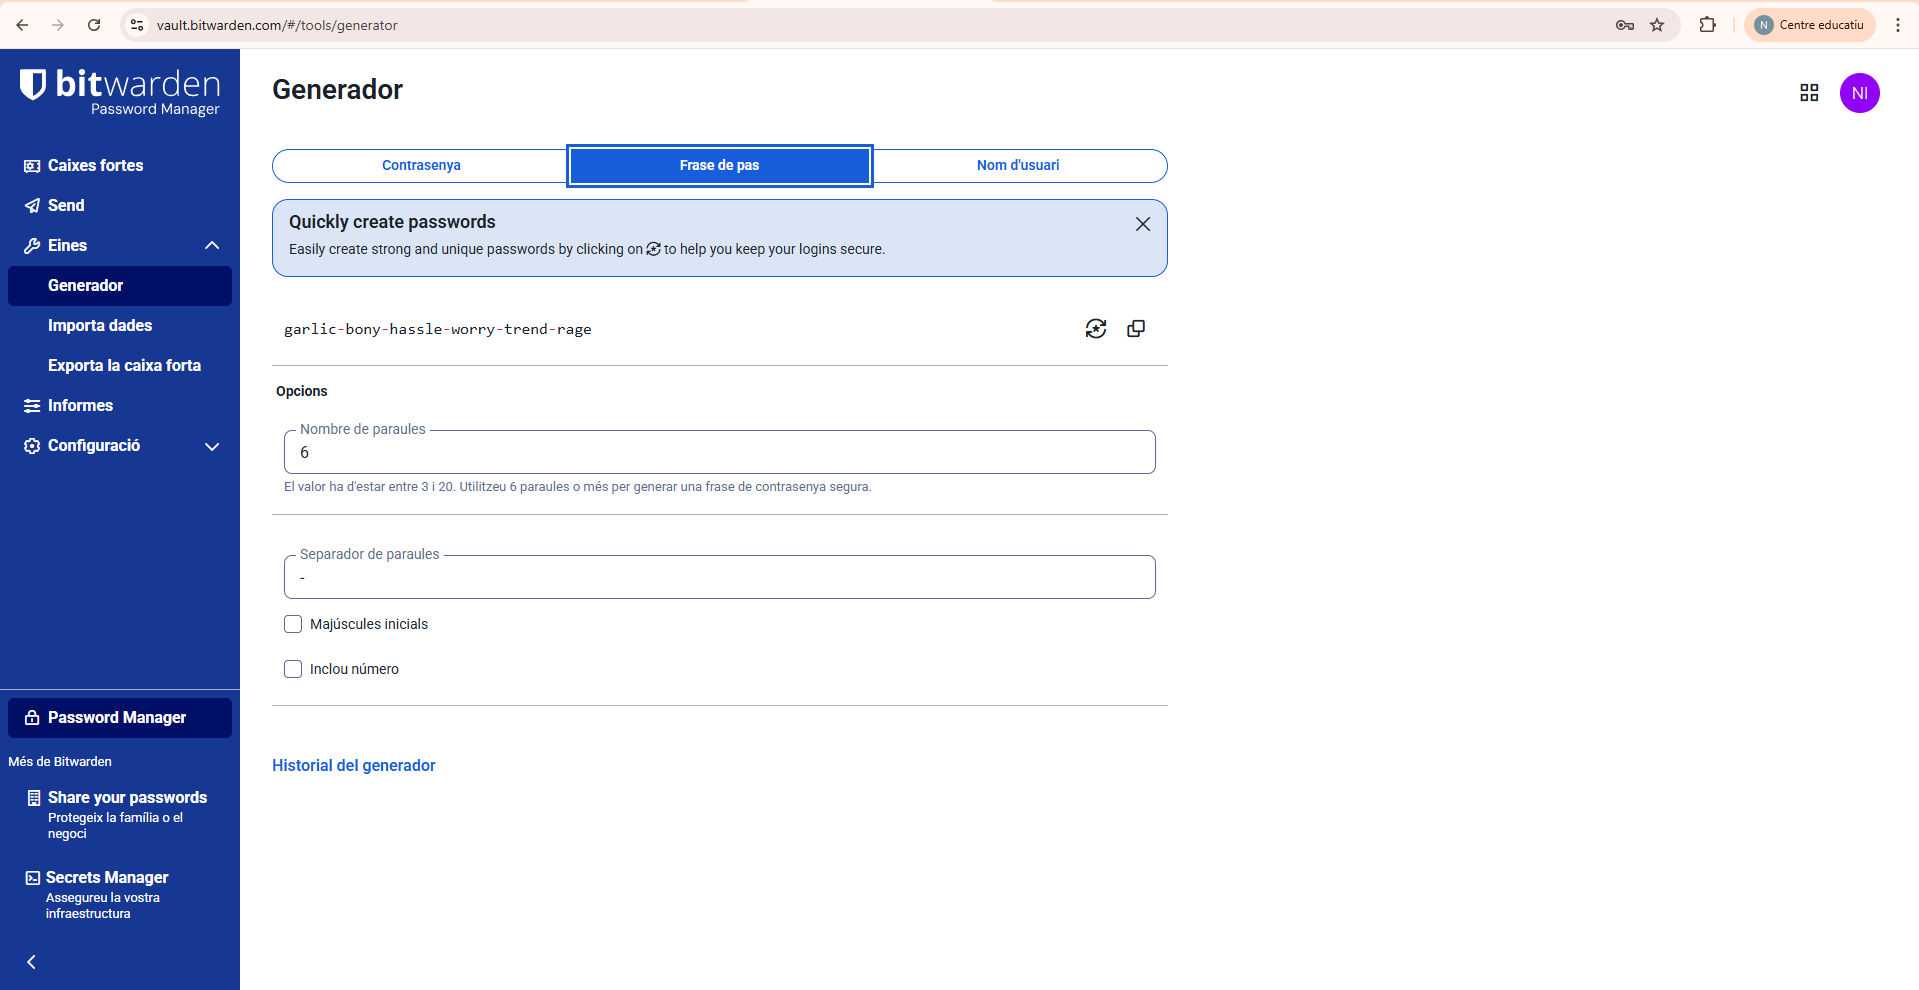 vault.bitwarden.com/#/tools/generator
N
Centre educatiu
bitwarden
Password Manager
Caixes fortes
Send
Eines
Generador
Importa dades
Exporta la caixa forta
Informes
Configuració
Password Manager
Més de Bitwarden
Share your passwords
Protegeix la família o el
negoci
Secrets Manager
Assegureu la vostra
infraestructura
Generador
NI
Contrasenya
Frase de pas
Nom d'usuari
Quickly create passwords
Easily create strong and unique passwords by clicking on to help you keep your logins secure.
garlic-bony-hassle-worry-trend-rage
Opcions
Nombre de paraules
6
El valor ha d'estar entre 3 i 20. Utilitzeu 6 paraules o més per generar una frase de contrasenya segura.
Separador de paraules
-
Majúscules inicials
Inclou número
Historial del generador